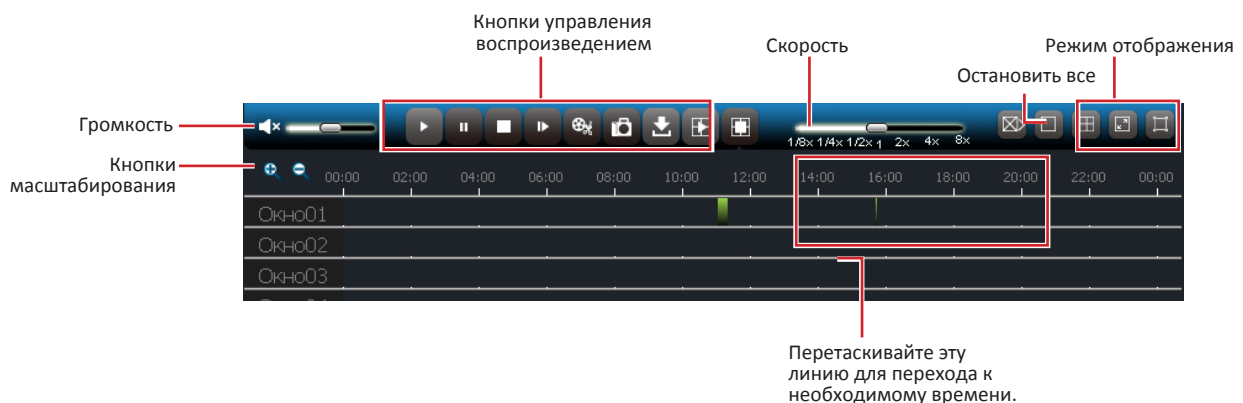 Кнопки управления
воспроизведением
Скорость
Режим отображения
Остановить все
Громкость
1/8x 1/4x 1/2x 1 2x 4x 8x
Кнопки
масштабирования
00:00 02:00 04:00 06:00 08:00 10:00 12:00 14:00 16:00 18:00 20:00 22:00 00:00
Окно01
Окно02
Окно03
Перетаскивайте эту
линию для перехода к
необходимому времени.